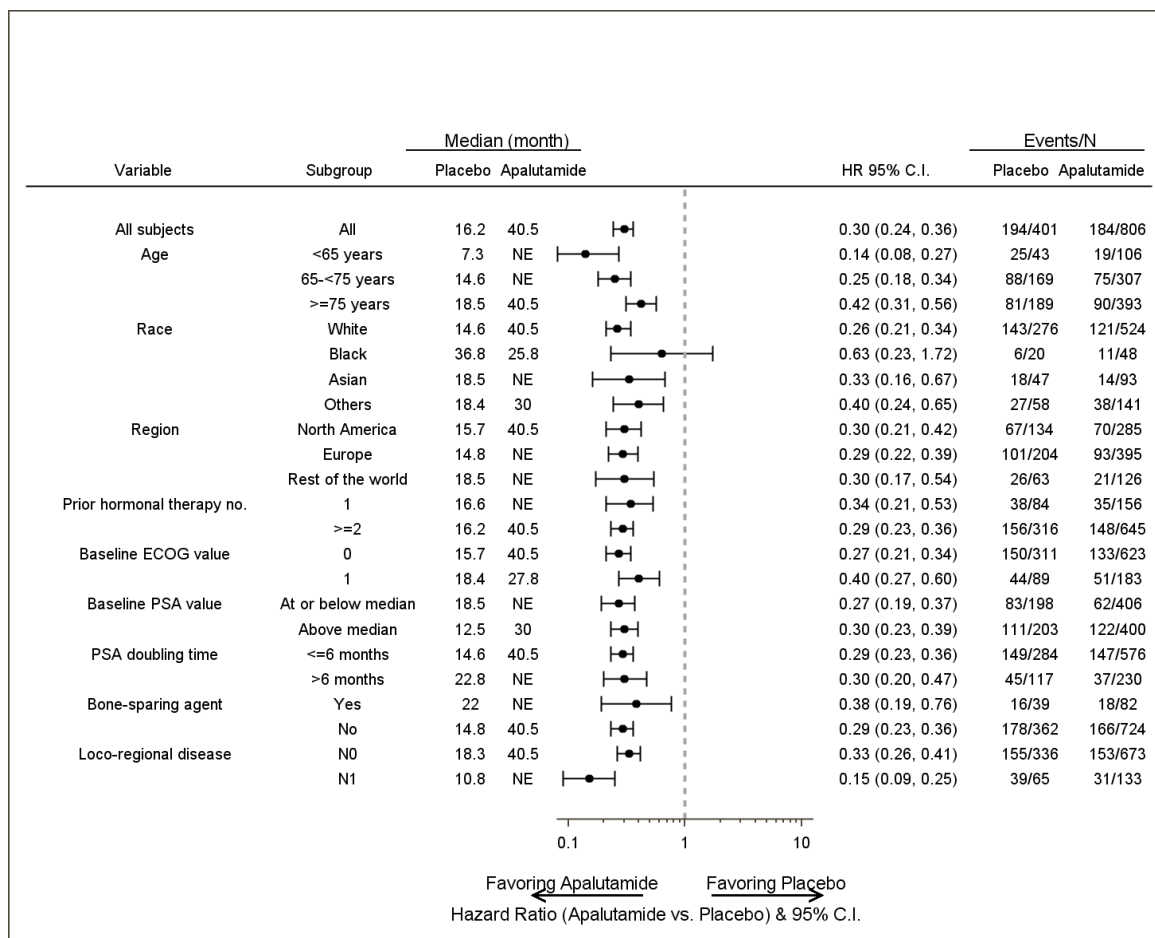 Median (month) Events/N
Variable Subgroup Placebo Apalutamide HR 95% C.I. Placebo Apalutamide
All subjects All 16.2 40.5 0.30 (0.24, 0.36) 194/401 184/806
Age <65 years 7.3 NE 0.14 (0.08, 0.27) 25/43 19/106
65-<75 years 14.6 NE 0.25 (0.18, 0.34) 88/169 75/307
>=75 years 18.5 40.5 0.42 (0.31, 0.56) 81/189 90/393
Race White 14.6 40.5 0.26 (0.21, 0.34) 143/276 121/524
Black 36.8 25.8 0.63 (0.23, 1.72) 6/20 11/48
Asian 18.5 NE 0.33 (0.16, 0.67) 18/47 14/93
Others 18.4 30 0.40 (0.24, 0.65) 27/58 38/141
Region North America 15.7 40.5 0.30 (0.21, 0.42) 67/134 70/285
Europe 14.8 NE 0.29 (0.22, 0.39) 101/204 93/395
Rest of the world 18.5 NE 0.30 (0.17, 0.54) 26/63 21/126
Prior hormonal therapy no. 1 16.6 NE 0.34 (0.21, 0.53) 38/84 35/156
>=2 16.2 40.5 0.29 (0.23, 0.36) 156/316 148/645
Baseline ECOG value 0 15.7 40.5 0.27 (0.21, 0.34) 150/311 133/623
1 18.4 27.8 0.40 (0.27, 0.60) 44/89 51/183
Baseline PSA value At or below median 18.5 NE 0.27 (0.19, 0.37) 83/198 62/406
Above median 12.5 30 0.30 (0.23, 0.39) 111/203 122/400
PSA doubling time <=6 months 14.6 40.5 0.29 (0.23, 0.36) 149/284 147/576
>6 months 22.8 NE 0.30 (0.20, 0.47) 45/117 37/230
Bone-sparing agent Yes 22 NE 0.38 (0.19, 0.76) 16/39 18/82
No 14.8 40.5 0.29 (0.23, 0.36) 178/362 166/724
Loco-regional disease N0 18.3 40.5 0.33 (0.26, 0.41) 155/336 153/673
N1 10.8 NE 0.15 (0.09, 0.25) 39/65 31/133
0.1 1 10
Favoring Apalutamide Favoring Placebo
Hazard Ratio (Apalutamide vs. Placebo) & 95% C.I.